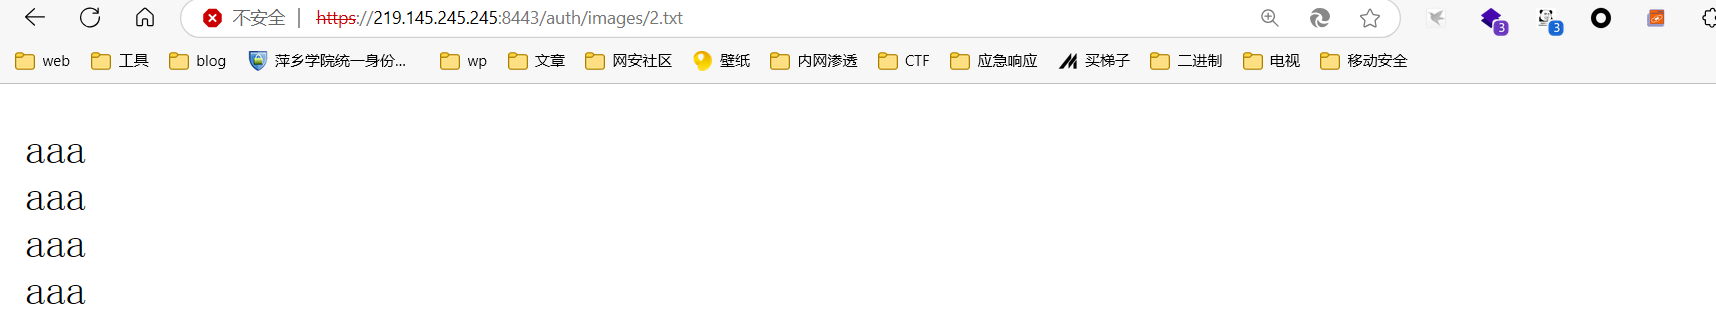 不安全 | https://219.145.245.245:8443/auth/images/2.txt
3 3
web 工具 blog 萍乡学院统一身份... wp 文章 网安社区 壁纸 内网渗透 CTF 应急响应 买梯子 二进制 电视 移动安全
aaa
aaa
aaa
aaa